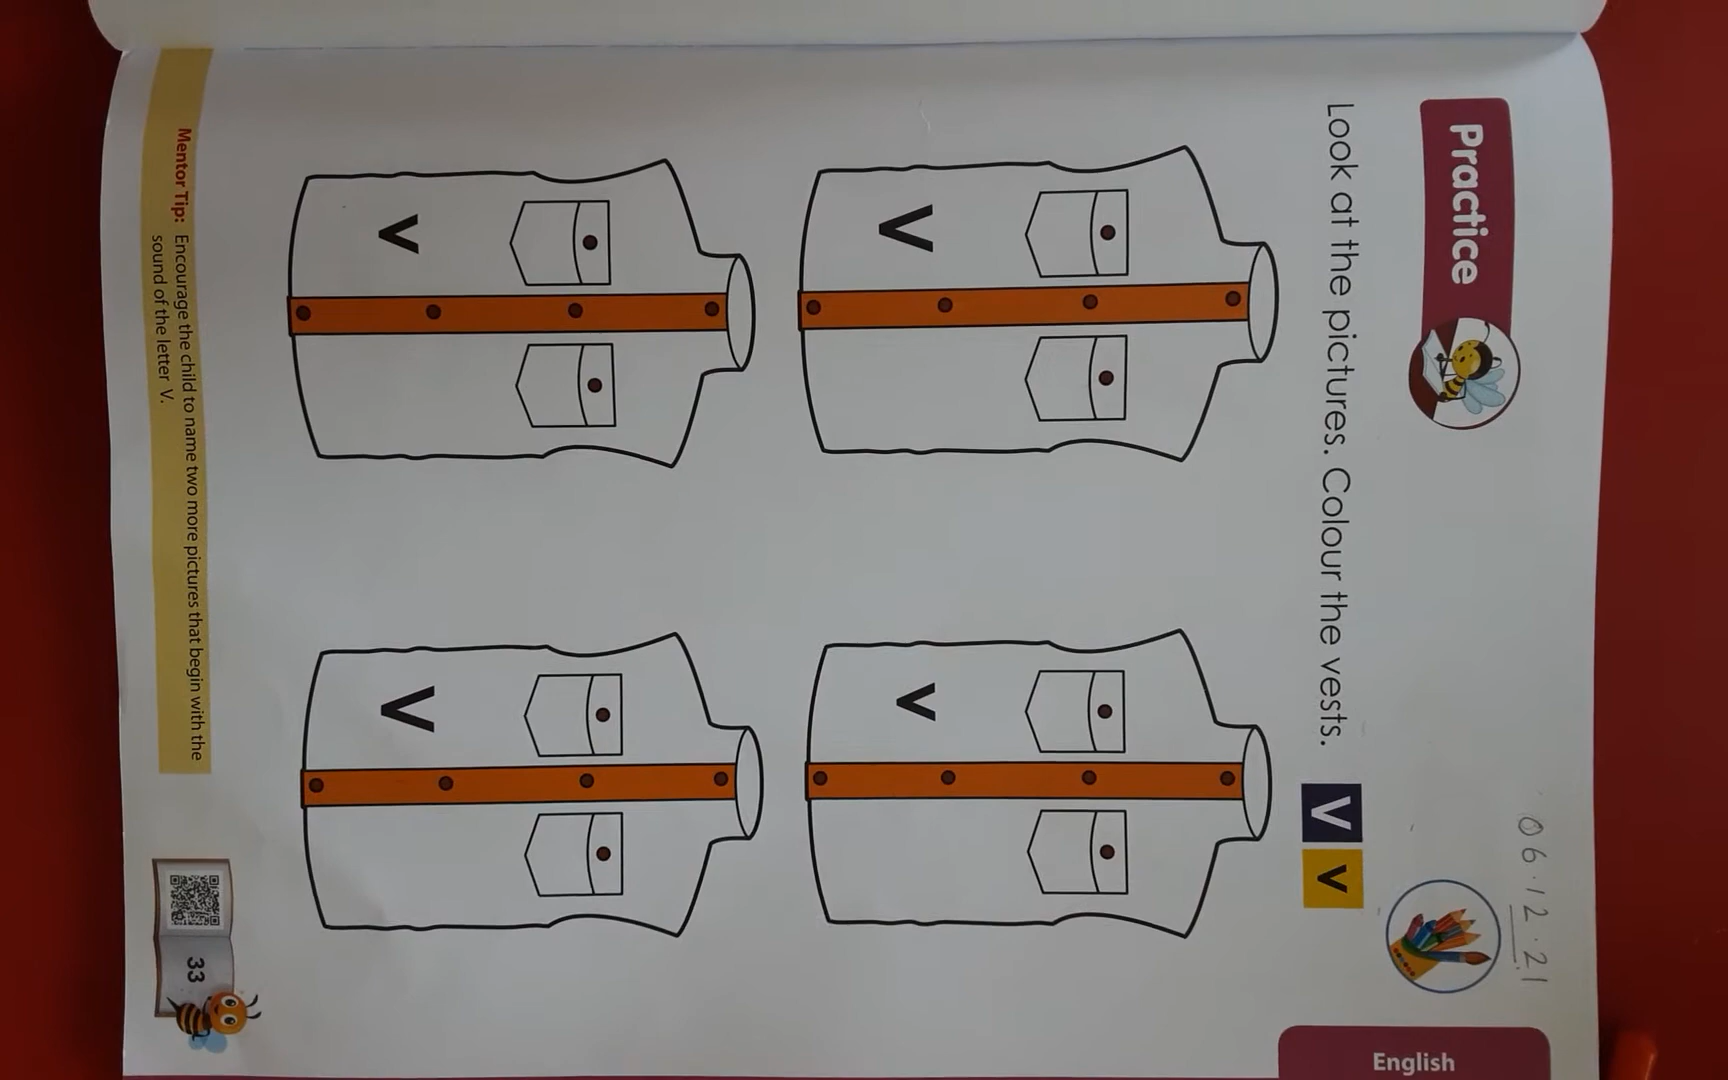 06.12.21
Practice
Look at the pictures. Colour the vests.
V v
V
v
v
V
Mentor Tip: Encourage the child to name two more pictures that begin with the
sound of the letter V.
33
English